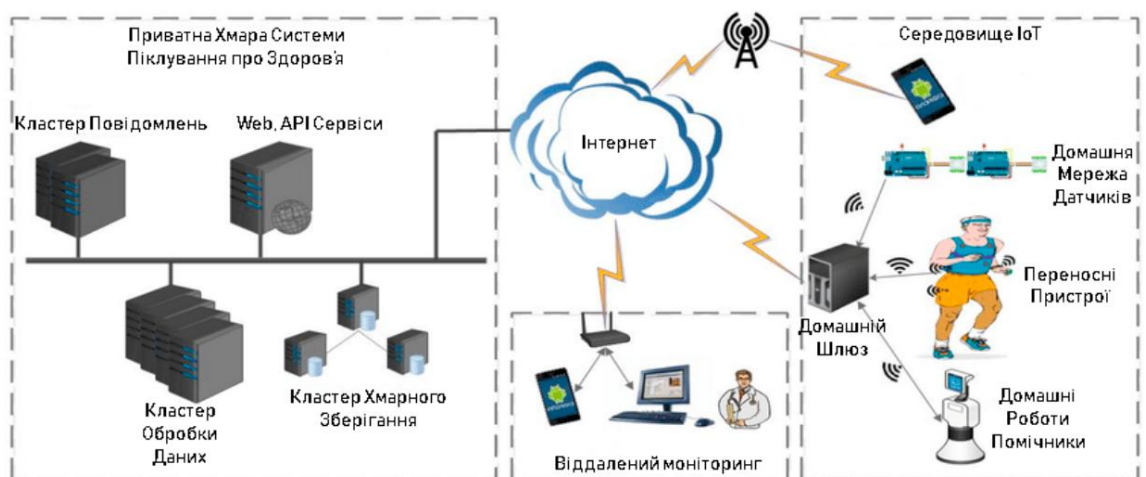 Приватна Хмара Системи
Піклування про Здоров'я
Кластер Повідомлень
Web, API Сервіси
Кластер
Обробки
Даних
Кластер Хмарного
Зберігання
Інтернет
Віддалений моніторинг
Середовище IoT
Домашня
Мережа
Датчиків
Переносні
Пристрої
Домашній
Шлюз
Домашні
Роботи
Помічники